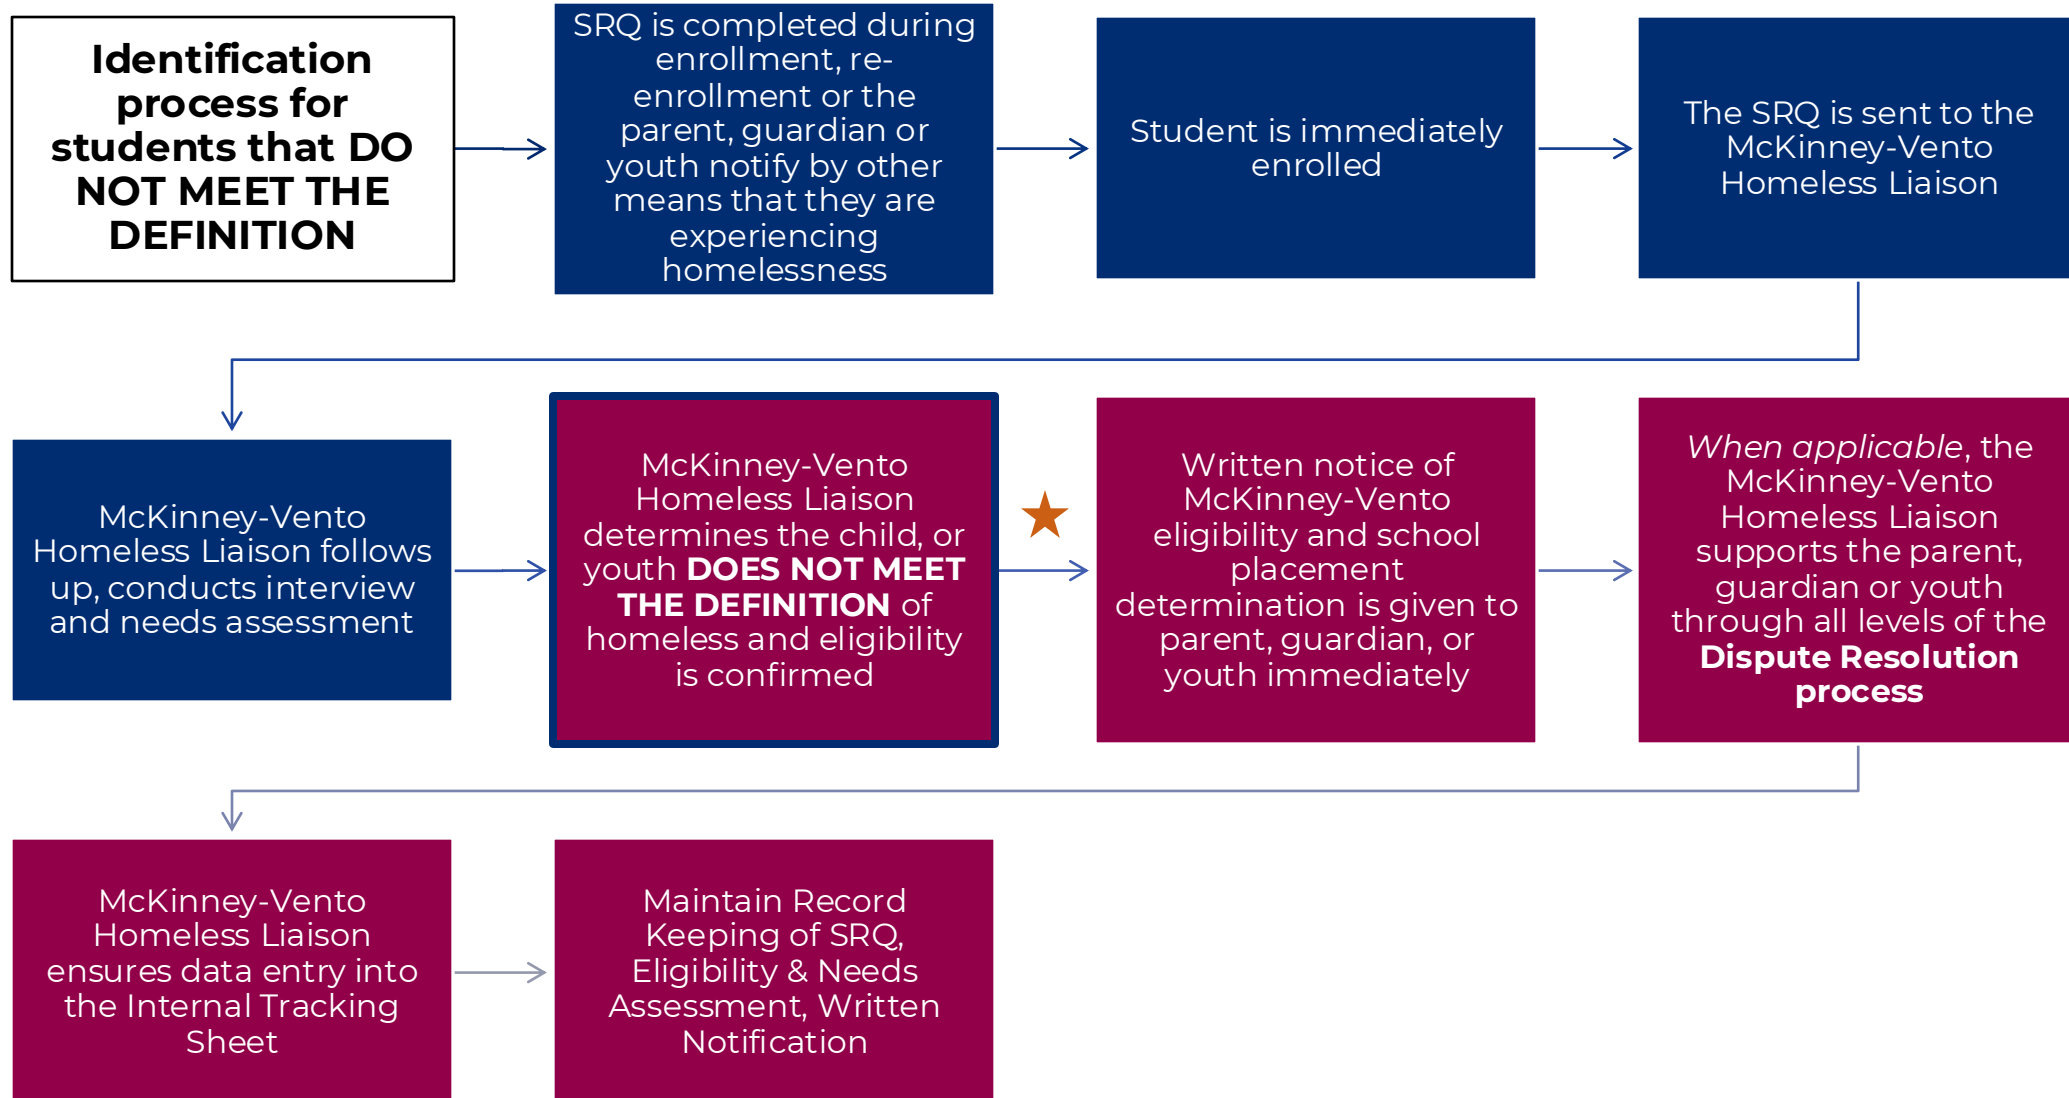 Identification
process for
students that DO
NOT MEET THE
DEFINITION
SRQ is completed during
enrollment, re-
enrollment or the
parent, guardian or
youth notify by other
means that they are
experiencing
homelessness
Student is immediately
enrolled
The SRQ is sent to the
McKinney-Vento
Homeless Liaison
McKinney-Vento
Homeless Liaison follows
up, conducts interview
and needs assessment
McKinney-Vento
Homeless Liaison
determines the child, or
youth DOES NOT MEET
THE DEFINITION of
homeless and eligibility
is confirmed
Written notice of
McKinney-Vento
eligibility and school
placement
determination is given to
parent, guardian, or
youth immediately
When applicable, the
McKinney-Vento
Homeless Liaison
supports the parent,
guardian or youth
through all levels of the
Dispute Resolution
process
McKinney-Vento
Homeless Liaison
ensures data entry into
the Internal Tracking
Sheet
Maintain Record
Keeping of SRQ,
Eligibility & Needs
Assessment, Written
Notification